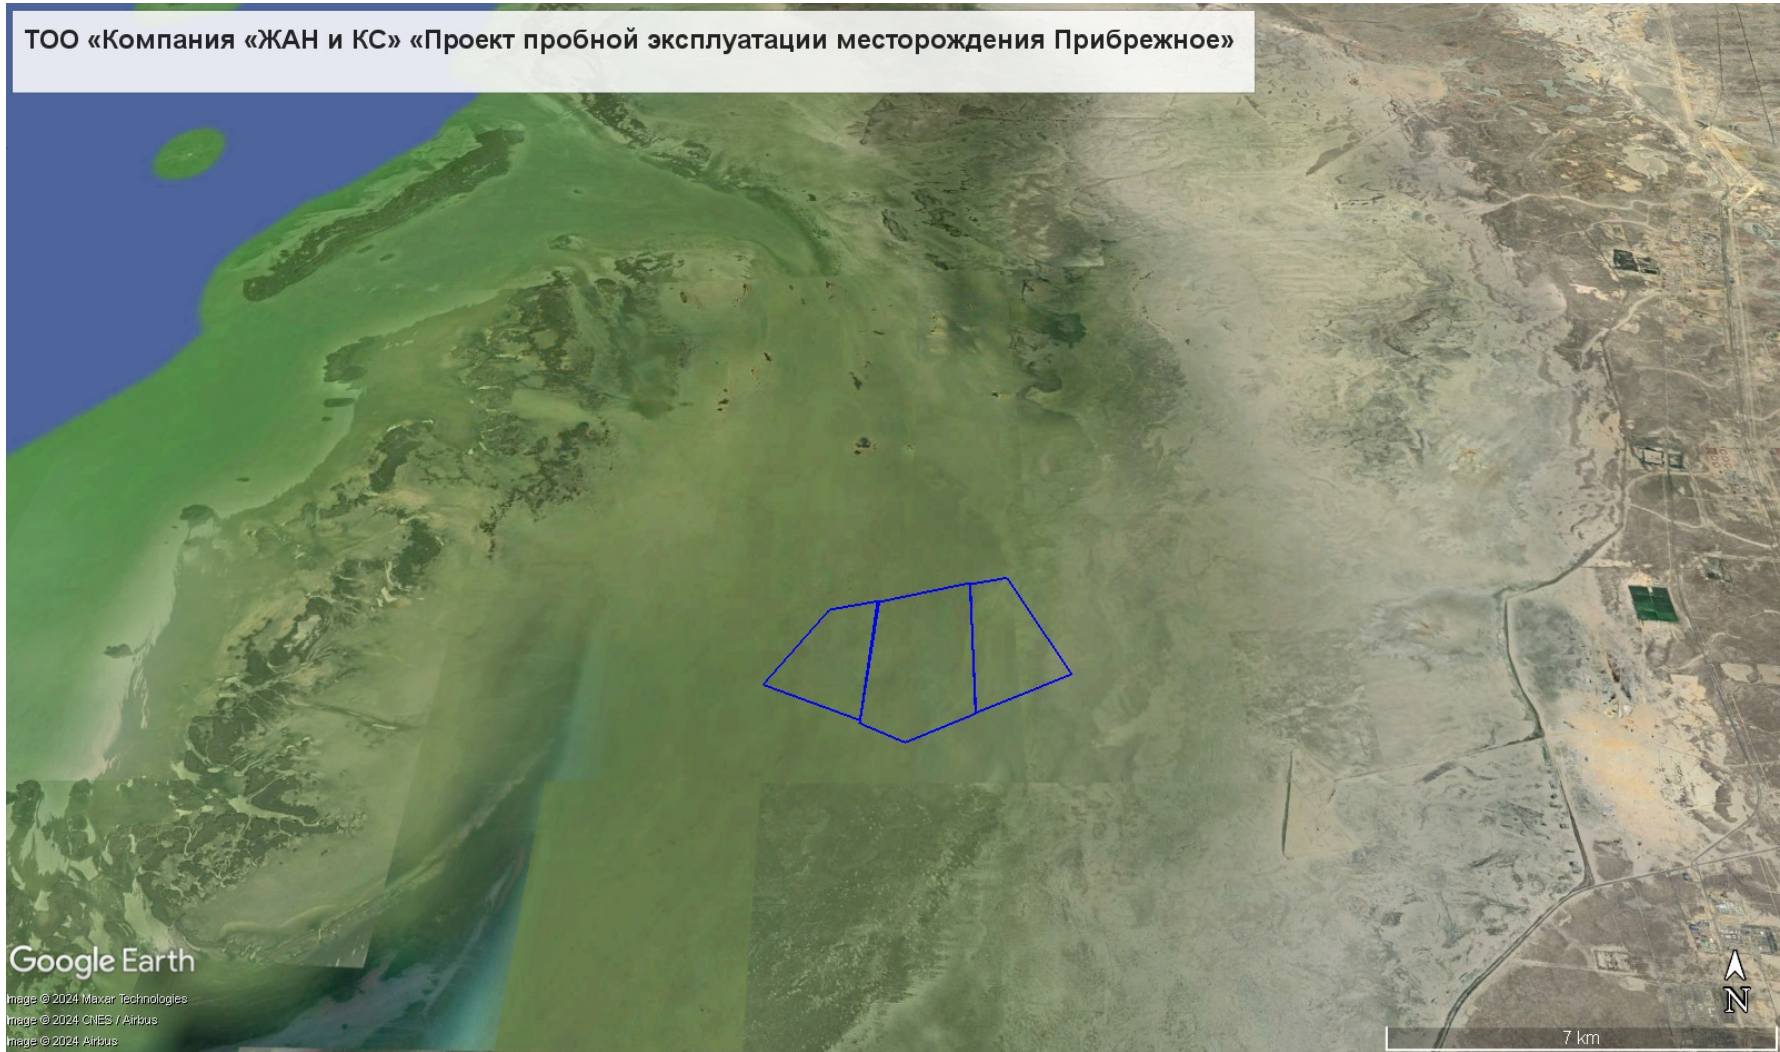 ТОО «Компания «ЖАН и КС» «Проект пробной эксплуатации месторождения Прибрежное»
Google Earth
Image © 2024 Maxar Technologies
Image © 2024 CNES / Airbus
Image © 2024 Airbus
N
7 km